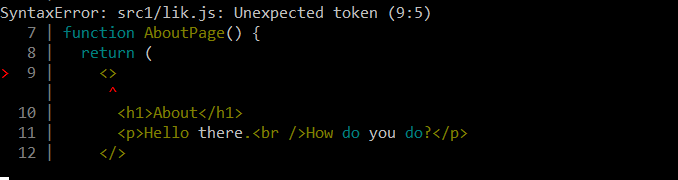 SyntaxError: src1/lik.js: Unexpected token (9:5)
   7 | function AboutPage() {
   8 |   return (
>  9 |     <>
     |      ^
  10 |       <h1>About</h1>
  11 |       <p>Hello there.<br />How do you do?</p>
  12 |     </>